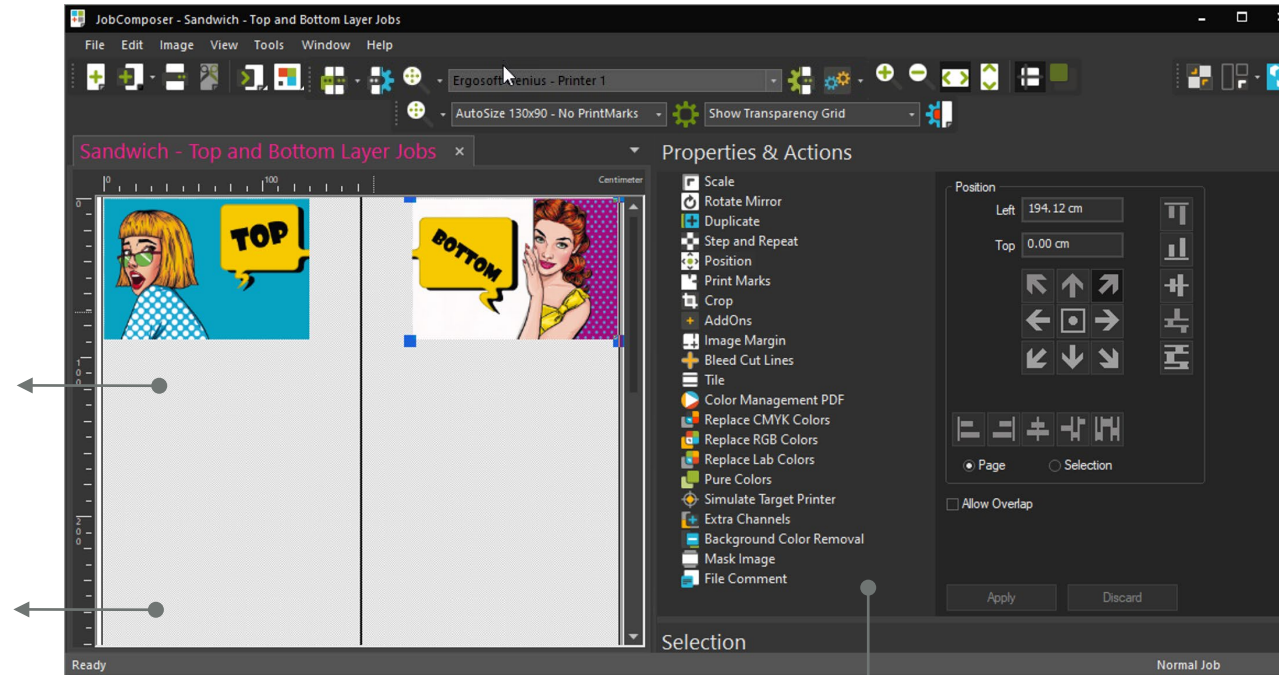 JobComposer - Sandwich - Top and Bottom Layer Jobs
File Edit Image View Tools Window Help
Ergosoft Genius - Printer 1
AutoSize 130x90 - No PrintMarks
Show Transparency Grid
Sandwich - Top and Bottom Layer Jobs ×
0 100 Centimeter
0
TOP
BOTTOM
100
200
Properties & Actions
Scale
Rotate Mirror
Duplicate
Step and Repeat
Position
Print Marks
Crop
AddOns
Image Margin
Bleed Cut Lines
Tile
Color Management PDF
Replace CMYK Colors
Replace RGB Colors
Replace Lab Colors
Pure Colors
Simulate Target Printer
Extra Channels
Background Color Removal
Mask Image
File Comment
Position
Left 194.12 cm
Top 0.00 cm
Page Selection
Allow Overlap
Apply Discard
Selection
Ready Normal Job